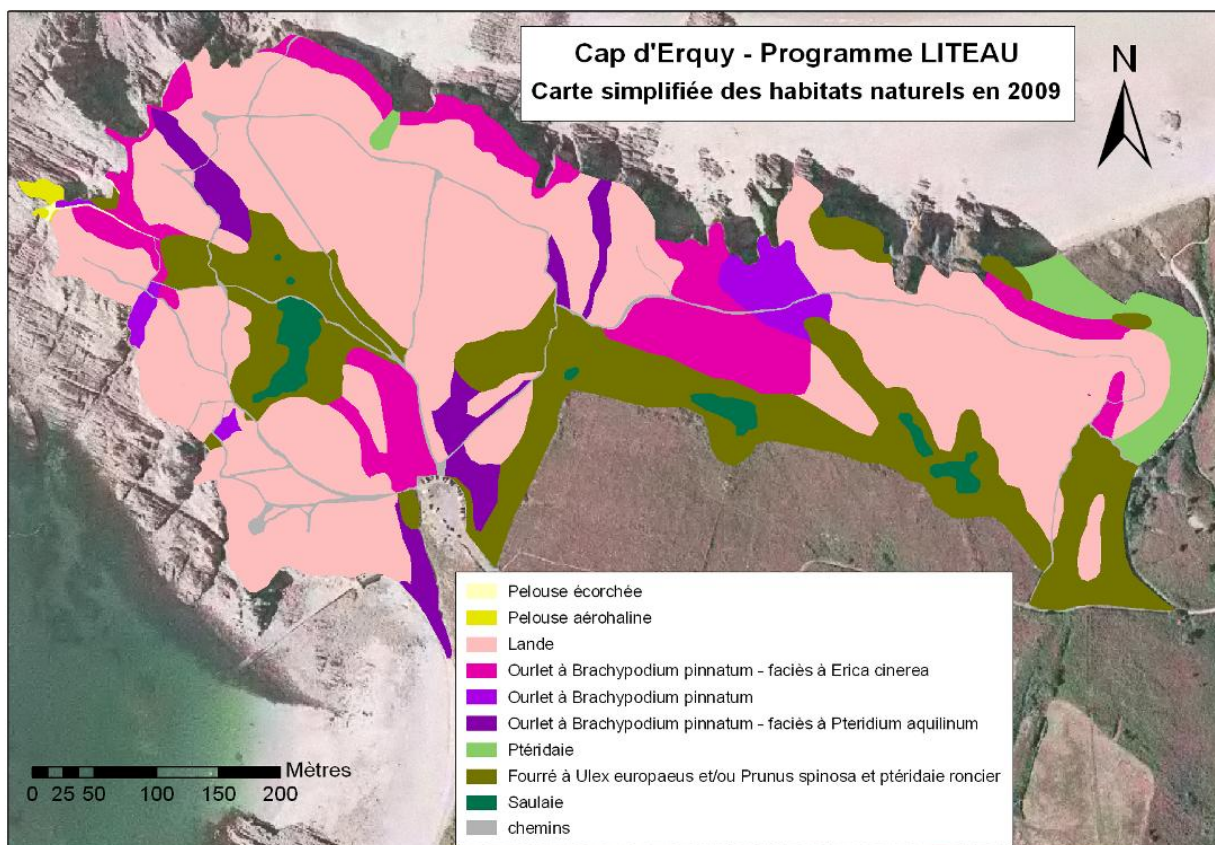 Cap d'Erquy - Programme LITEAU
Carte simplifiée des habitats naturels en 2009
N
Pelouse écorchée
Pelouse aérohaline
Lande
Ourlet à Brachypodium pinnatum - faciès à Erica cinerea
Ourlet à Brachypodium pinnatum
Ourlet à Brachypodium pinnatum - faciès à Pteridium aquilinum
Ptéridaie
Fourré à Ulex europaeus et/ou Prunus spinosa et ptéridaie roncier
Saulaie
chemins
Mètres
0 25 50 100 150 200